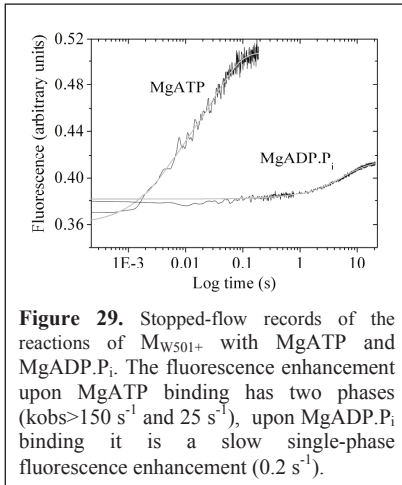 0.52
0.48
0.44
0.40
0.36
Fluorescence (arbitrary units)
MgATP
MgADP.Pi
1E-3 0.01 0.1 1 10
Log time (s)
Figure 29. Stopped-flow records of the
reactions of MW501+ with MgATP and
MgADP.Pi. The fluorescence enhancement
upon MgATP binding has two phases
(kobs>150 s-1 and 25 s-1), upon MgADP.Pi
binding it is a slow single-phase
fluorescence enhancement (0.2 s-1).